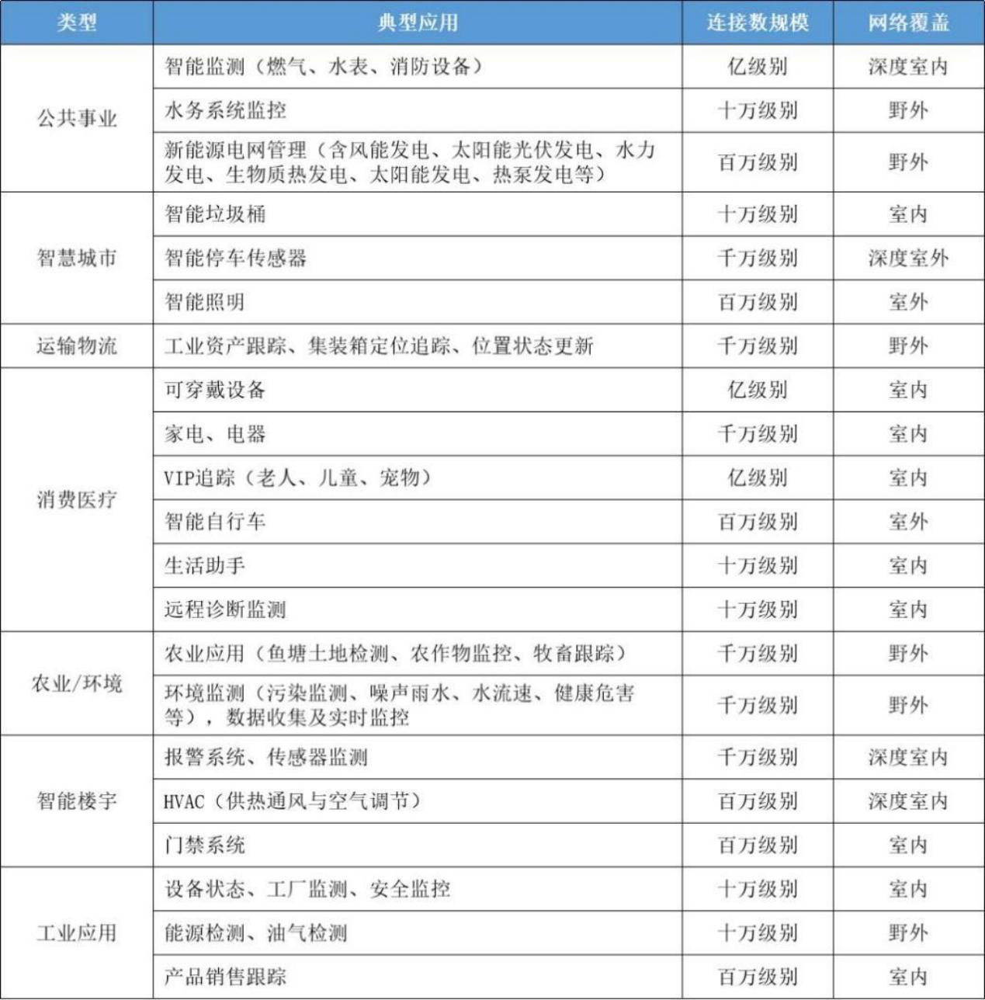 类型 典型应用 连接数规模 网络覆盖
公共事业
智能监测（燃气、水表、消防设备） 亿级别 深度室内
水务系统监控 十万级别 野外
新能源电网管理（含风能发电、太阳能光伏发电、水力
发电、生物质热发电、太阳能发电、热泵发电等） 百万级别 野外
智慧城市
智能垃圾桶 十万级别 室内
智能停车传感器 千万级别 深度室外
智能照明 百万级别 室外
运输物流 工业资产跟踪、集装箱定位追踪、位置状态更新 千万级别 野外
消费医疗
可穿戴设备 亿级别 室内
家电、电器 千万级别 室内
VIP追踪（老人、儿童、宠物） 亿级别 室内
智能自行车 百万级别 室外
生活助手 十万级别 室内
远程诊断监测 十万级别 室内
农业/环境
农业应用（鱼塘土地检测、农作物监控、牧畜跟踪） 千万级别 野外
环境监测（污染监测、噪声雨水、水流速、健康危害
等），数据收集及实时监控 千万级别 野外
智能楼宇
报警系统、传感器监测 千万级别 深度室内
HVAC（供热通风与空气调节） 百万级别 深度室内
门禁系统 百万级别 室内
工业应用
设备状态、工厂监测、安全监控 十万级别 室内
能源检测、油气检测 十万级别 野外
产品销售跟踪 百万级别 室内